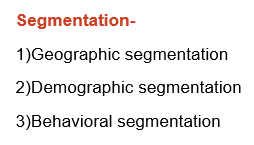 Segmentation-
1)Geographic segmentation
2)Demographic segmentation
3)Behavioral segmentation